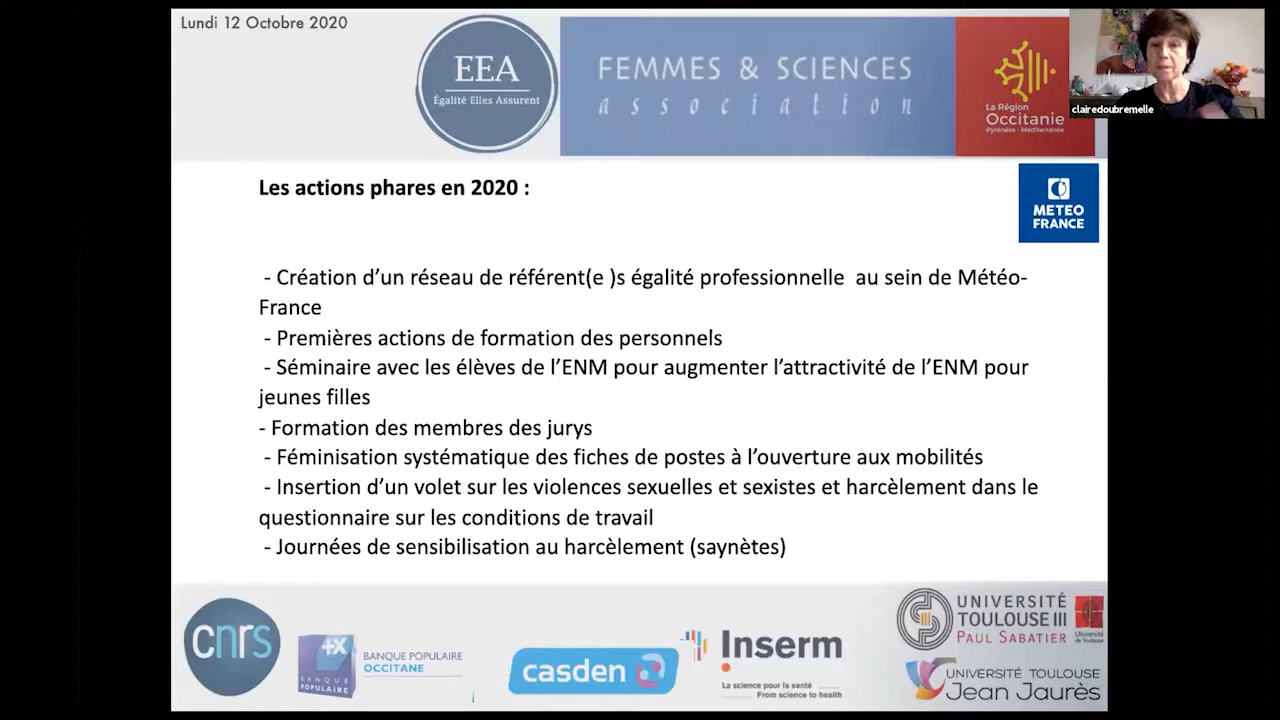 Lundi 12 Octobre 2020
EEA
Égalité Elles Assurent
FEMMES & SCIENCES
association
La Région
Occitanie
Pyrénées - Méditerranée
clairedoubremelle
Les actions phares en 2020 :
METEO
FRANCE
- Création d’un réseau de référent(e )s égalité professionnelle au sein de Météo-
France
- Premières actions de formation des personnels
- Séminaire avec les élèves de l’ENM pour augmenter l’attractivité de l’ENM pour
jeunes filles
- Formation des membres des jurys
- Féminisation systématique des fiches de postes à l’ouverture aux mobilités
- Insertion d’un volet sur les violences sexuelles et sexistes et harcèlement dans le
questionnaire sur les conditions de travail
- Journées de sensibilisation au harcèlement (saynètes)
cnrs
+X
BANQUE
POPULAIRE
BANQUE POPULAIRE
OCCITANE
casden
Inserm
La science pour la santé
From science to health
UNIVERSITÉ
TOULOUSE III
PAUL SABATIER
Université
de Toulouse
UNIVERSITÉ TOULOUSE
Jean Jaurès